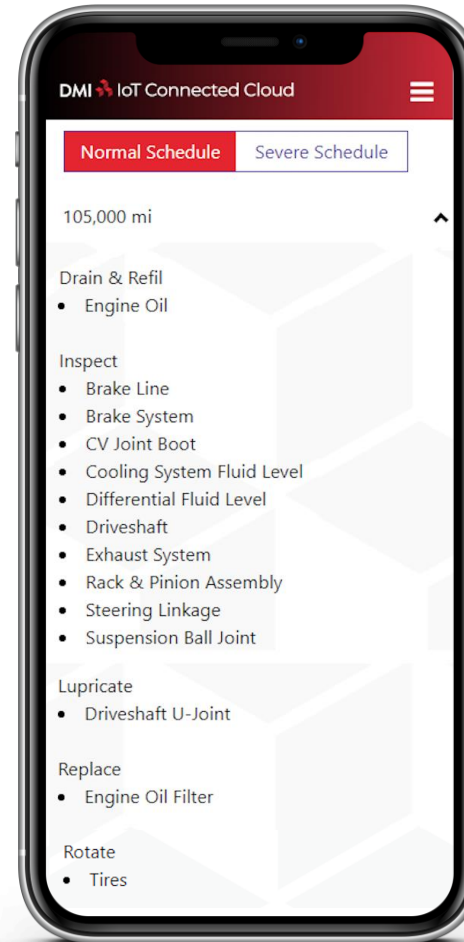 DMI IoT Connected Cloud
Normal Schedule Severe Schedule
105,000 mi
Drain & Refil
• Engine Oil
Inspect
• Brake Line
• Brake System
• CV Joint Boot
• Cooling System Fluid Level
• Differential Fluid Level
• Driveshaft
• Exhaust System
• Rack & Pinion Assembly
• Steering Linkage
• Suspension Ball Joint
Lupricate
• Driveshaft U-Joint
Replace
• Engine Oil Filter
Rotate
• Tires